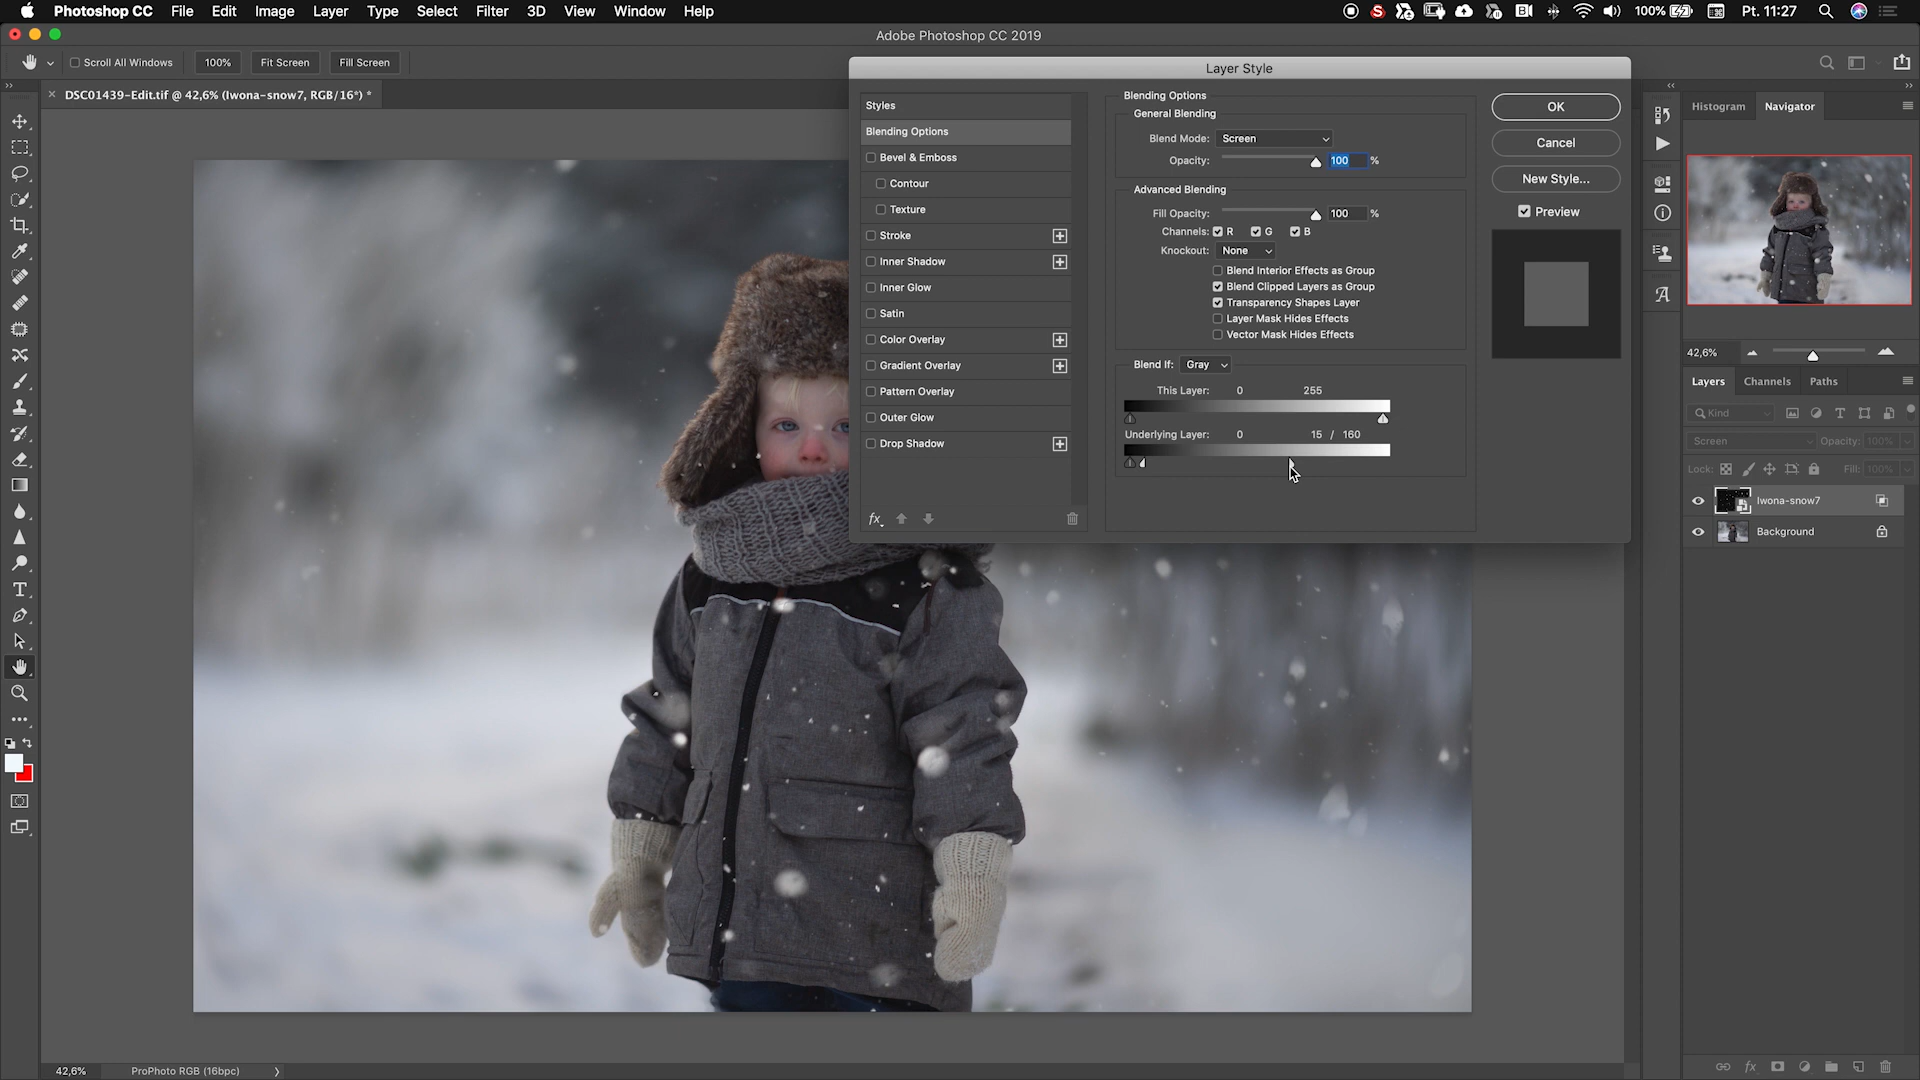 Photoshop CC File Edit Image Layer Type Select Filter 3D View Window Help 100% Pt. 11:27
Adobe Photoshop CC 2019
Scroll All Windows 100% Fit Screen Fill Screen
DSC01439-Edit.tif @ 42,6% (Iwona-snow7, RGB/16*) *
Layer Style
Styles
Blending Options
Bevel & Emboss
Contour
Texture
Stroke
Inner Shadow
Inner Glow
Satin
Color Overlay
Gradient Overlay
Pattern Overlay
Outer Glow
Drop Shadow
fx
Blending Options
General Blending
Blend Mode: Screen
Opacity: 100 %
Advanced Blending
Fill Opacity: 100 %
Channels: R G B
Knockout: None
Blend Interior Effects as Group
Blend Clipped Layers as Group
Transparency Shapes Layer
Layer Mask Hides Effects
Vector Mask Hides Effects
Blend If: Gray
This Layer: 0 255
Underlying Layer: 0 15 / 160
OK
Cancel
New Style...
Preview
Histogram Navigator
42,6%
Layers Channels Paths
Kind
Screen Opacity: 100%
Lock: Fill: 100%
Iwona-snow7
Background
42,6% ProPhoto RGB (16bpc)
fx